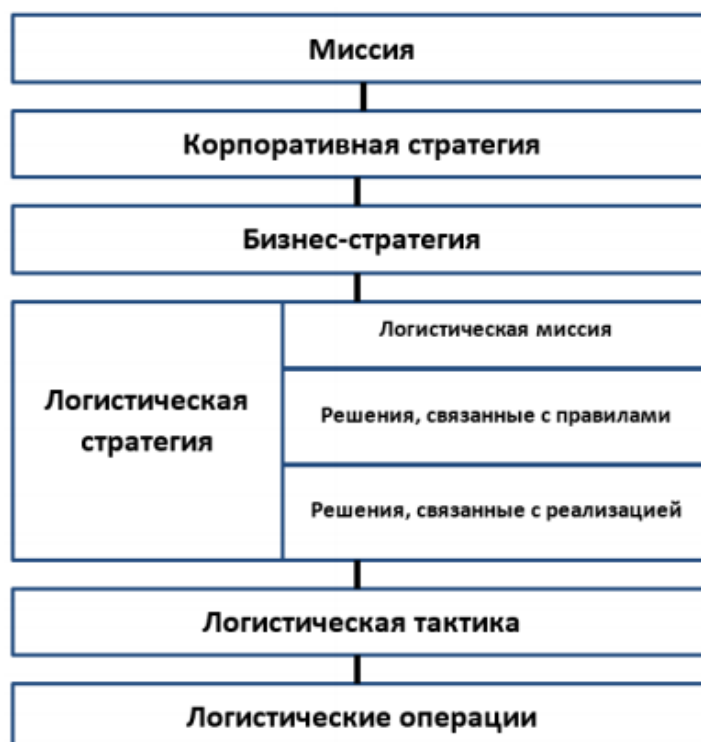 Миссия
Корпоративная стратегия
Бизнес-стратегия
Логистическая
стратегия
Логистическая миссия
Решения, связанные с правилами
Решения, связанные с реализацией
Логистическая тактика
Логистические операции